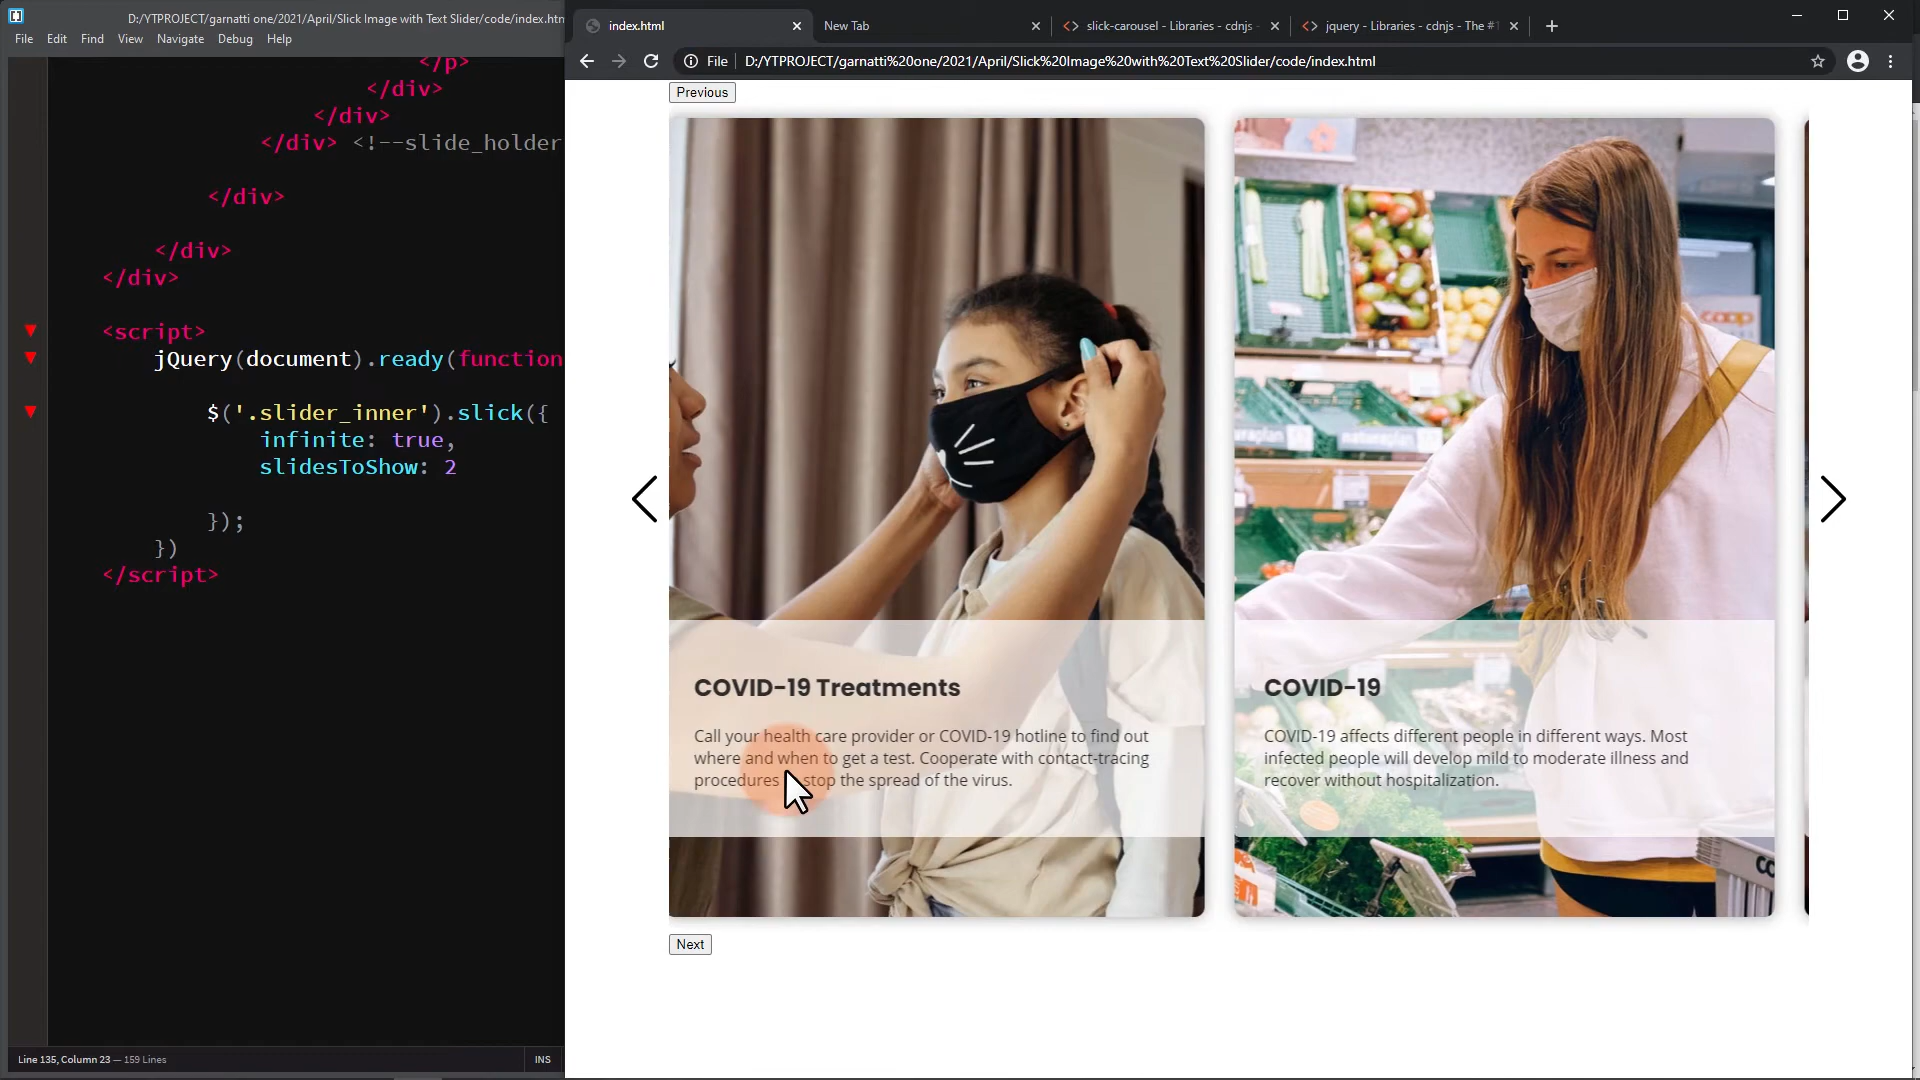 D:/YTPROJECT/garnatti one/2021/April/Slick Image with Text Slider/code/index.htm
File Edit Find View Navigate Debug Help
</p>
</div>
</div>
</div> <!--slide_holder
</div>
</div>
</div>
<script>
jQuery(document).ready(function
$('.slider_inner').slick({
infinite: true,
slidesToShow: 2
});
})
</script>
Line 135, Column 23 — 159 Lines
INS
index.html
New Tab
<> slick-carousel - Libraries - cdnjs -
<> jquery - Libraries - cdnjs - The #1
File D:/YTPROJECT/garnatti%20one/2021/April/Slick%20Image%20with%20Text%20Slider/code/index.html
Previous
COVID-19 Treatments
Call your health care provider or COVID-19 hotline to find out
where and when to get a test. Cooperate with contact-tracing
procedures stop the spread of the virus.
COVID-19
COVID-19 affects different people in different ways. Most
infected people will develop mild to moderate illness and
recover without hospitalization.
Next